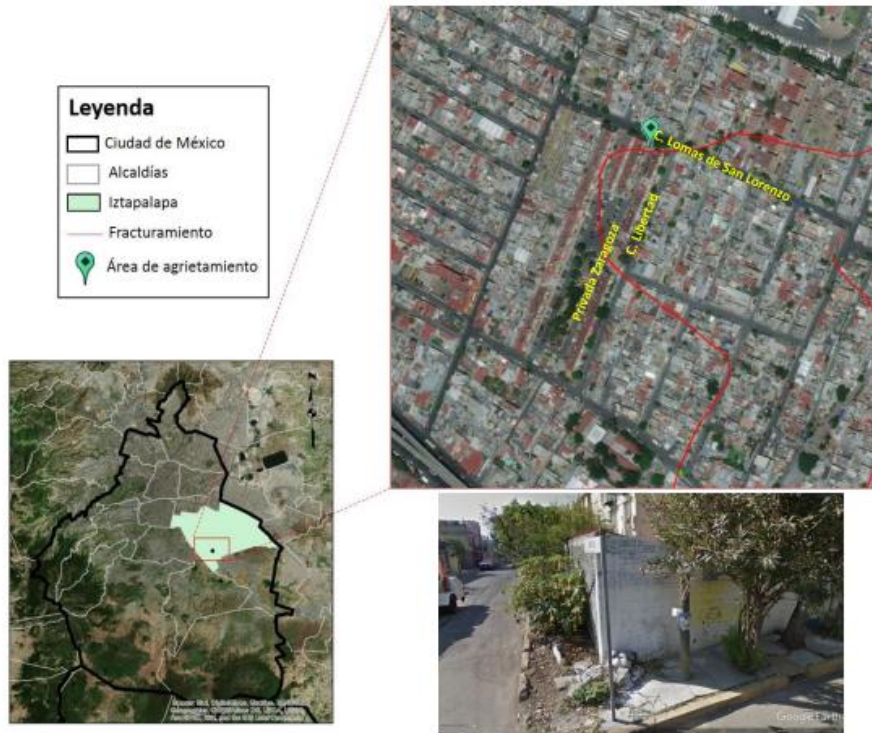 Leyenda
Ciudad de México
Alcaldías
Iztapalapa
Fracturamiento
Área de agrietamiento
C. Lomas de San Lorenzo
C. Libertad
Privada Zaragoza
Google Earth